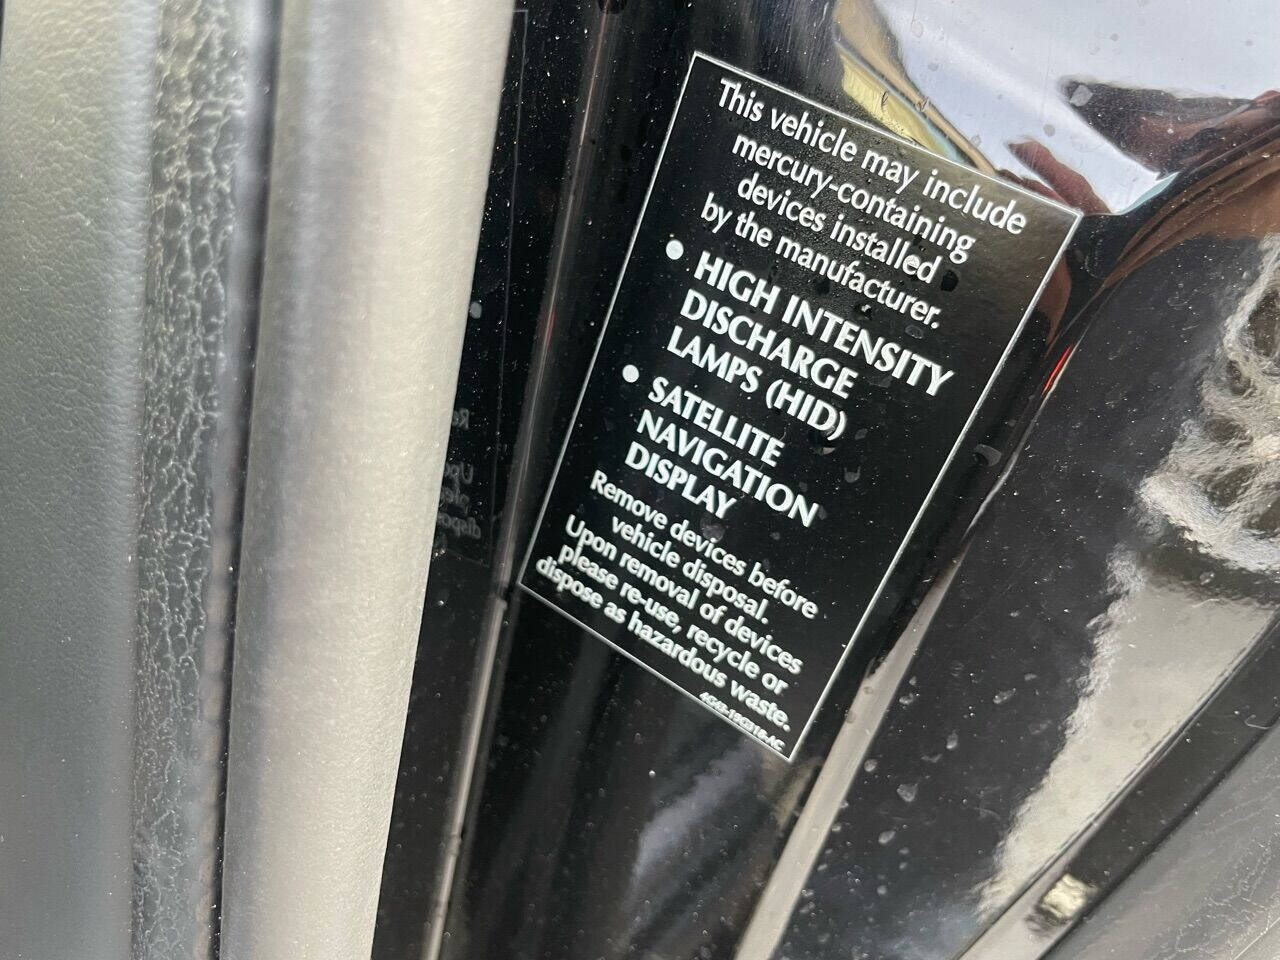 This vehicle may include
mercury-containing
devices installed
by the manufacturer.
• HIGH INTENSITY
DISCHARGE
LAMPS (HID)
• SATELLITE
NAVIGATION
DISPLAY
Remove devices before
vehicle disposal.
Upon removal of devices
please re-use, recycle or
dispose as hazardous waste.